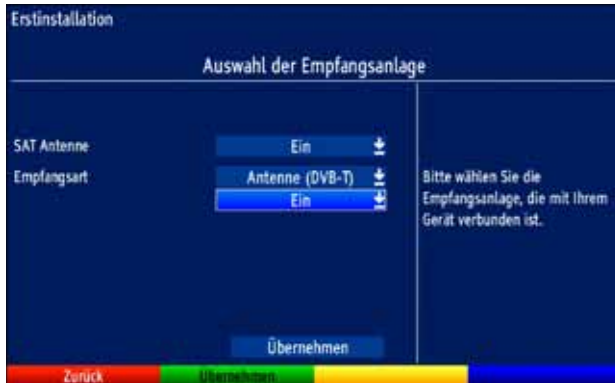 Erstinstallation
Auswahl der Empfangsanlage
SAT Antenne
Ein
Empfangsart
Antenne (DVB-T)
Ein
Bitte wählen Sie die
Empfangsanlage, die mit Ihrem
Gerät verbunden ist.
Übernehmen
Zurück
Übernehmen